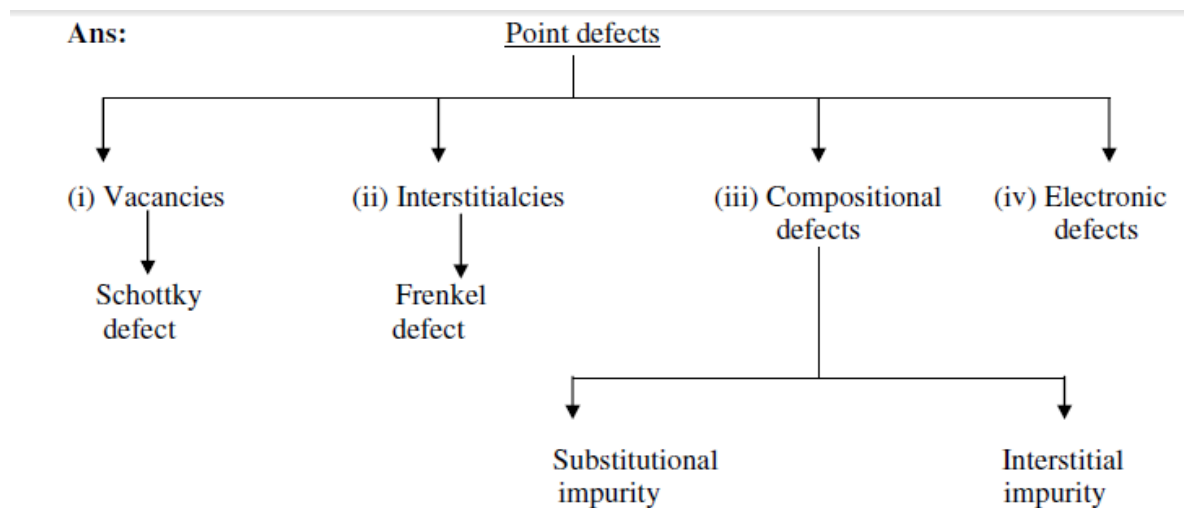 Ans:
Point defects
(i) Vacancies
(ii) Interstitialcies
(iii) Compositional
defects
(iv) Electronic
defects
Schottky
defect
Frenkel
defect
Substitutional
impurity
Interstitial
impurity